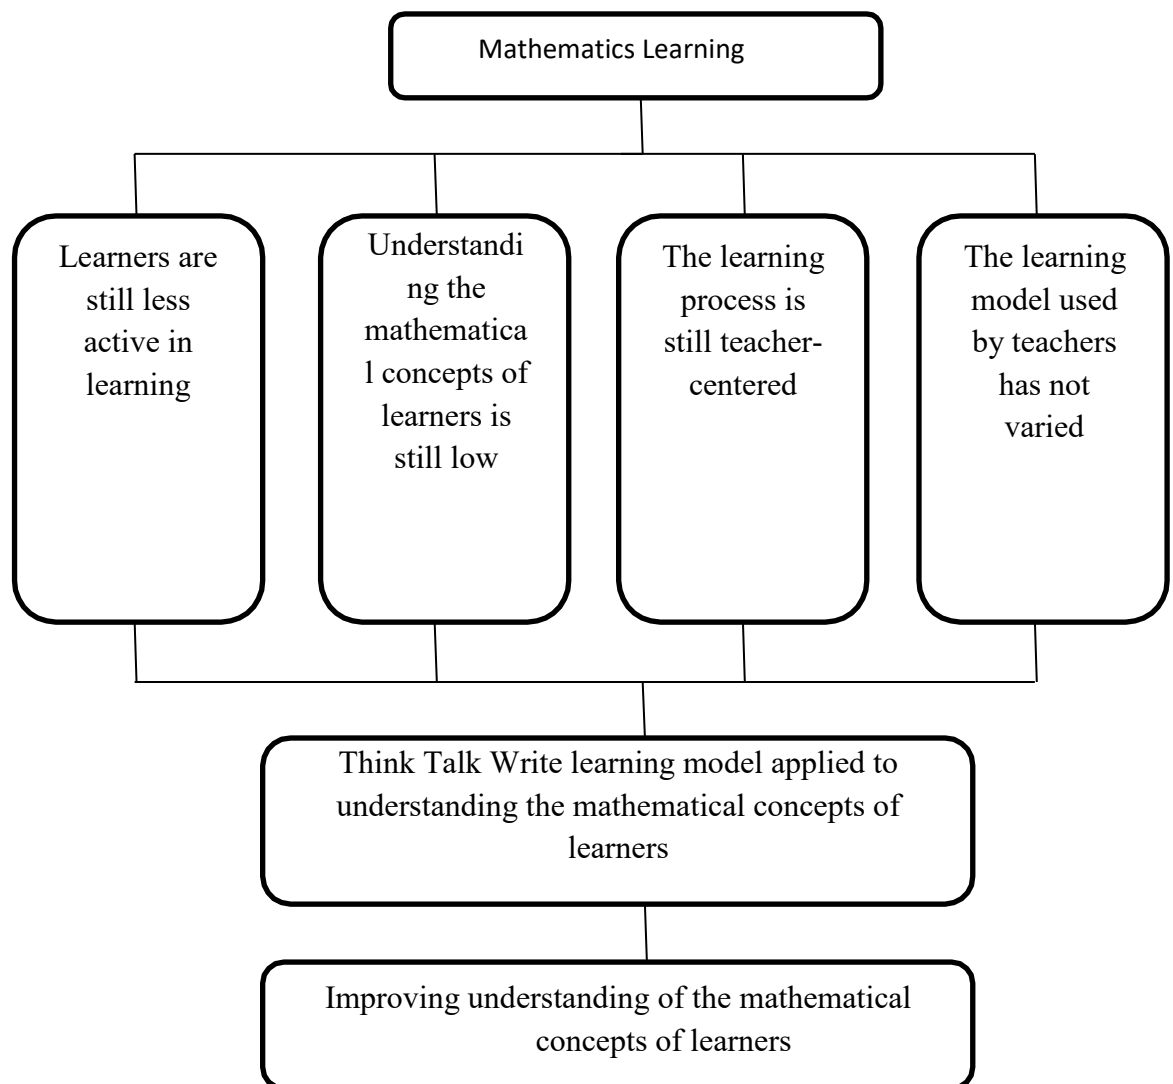 Mathematics Learning
Learners are
still less
active in
learning
Understandi
ng the
mathematica
l concepts of
learners is
still low
The learning
process is
still teacher-
centered
The learning
model used
by teachers
has not
varied
Think Talk Write learning model applied to
understanding the mathematical concepts of
learners
Improving understanding of the mathematical
concepts of learners